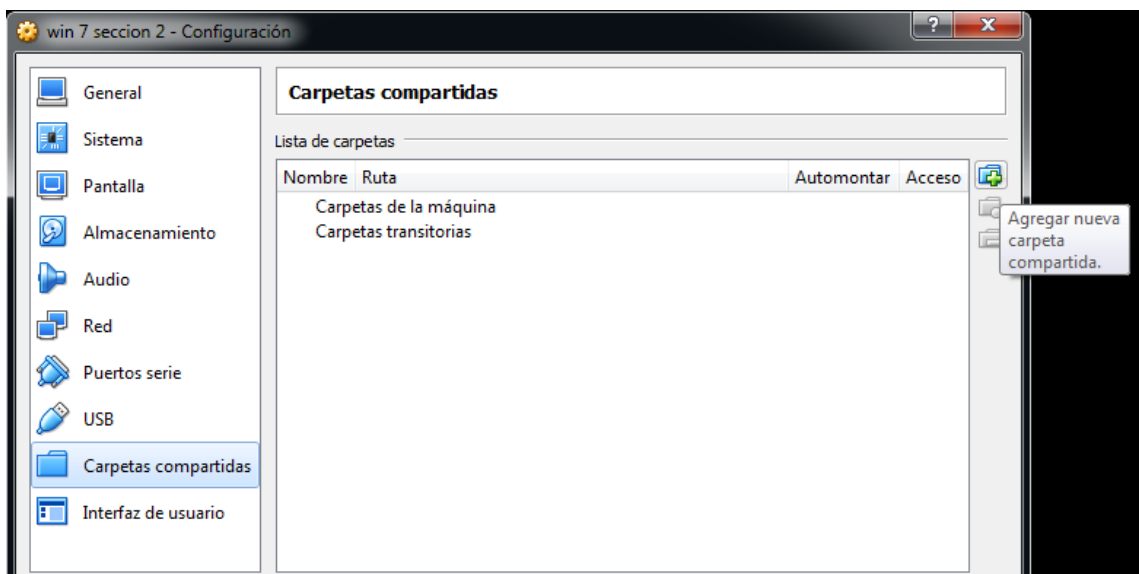 win 7 seccion 2 - Configuración
?
x
General
Sistema
Pantalla
Almacenamiento
Audio
Red
Puertos serie
USB
Carpetas compartidas
Interfaz de usuario
Carpetas compartidas
Lista de carpetas
Nombre Ruta Automontar Acceso
Carpetas de la máquina
Carpetas transitorias
Agregar nueva
carpeta
compartida.